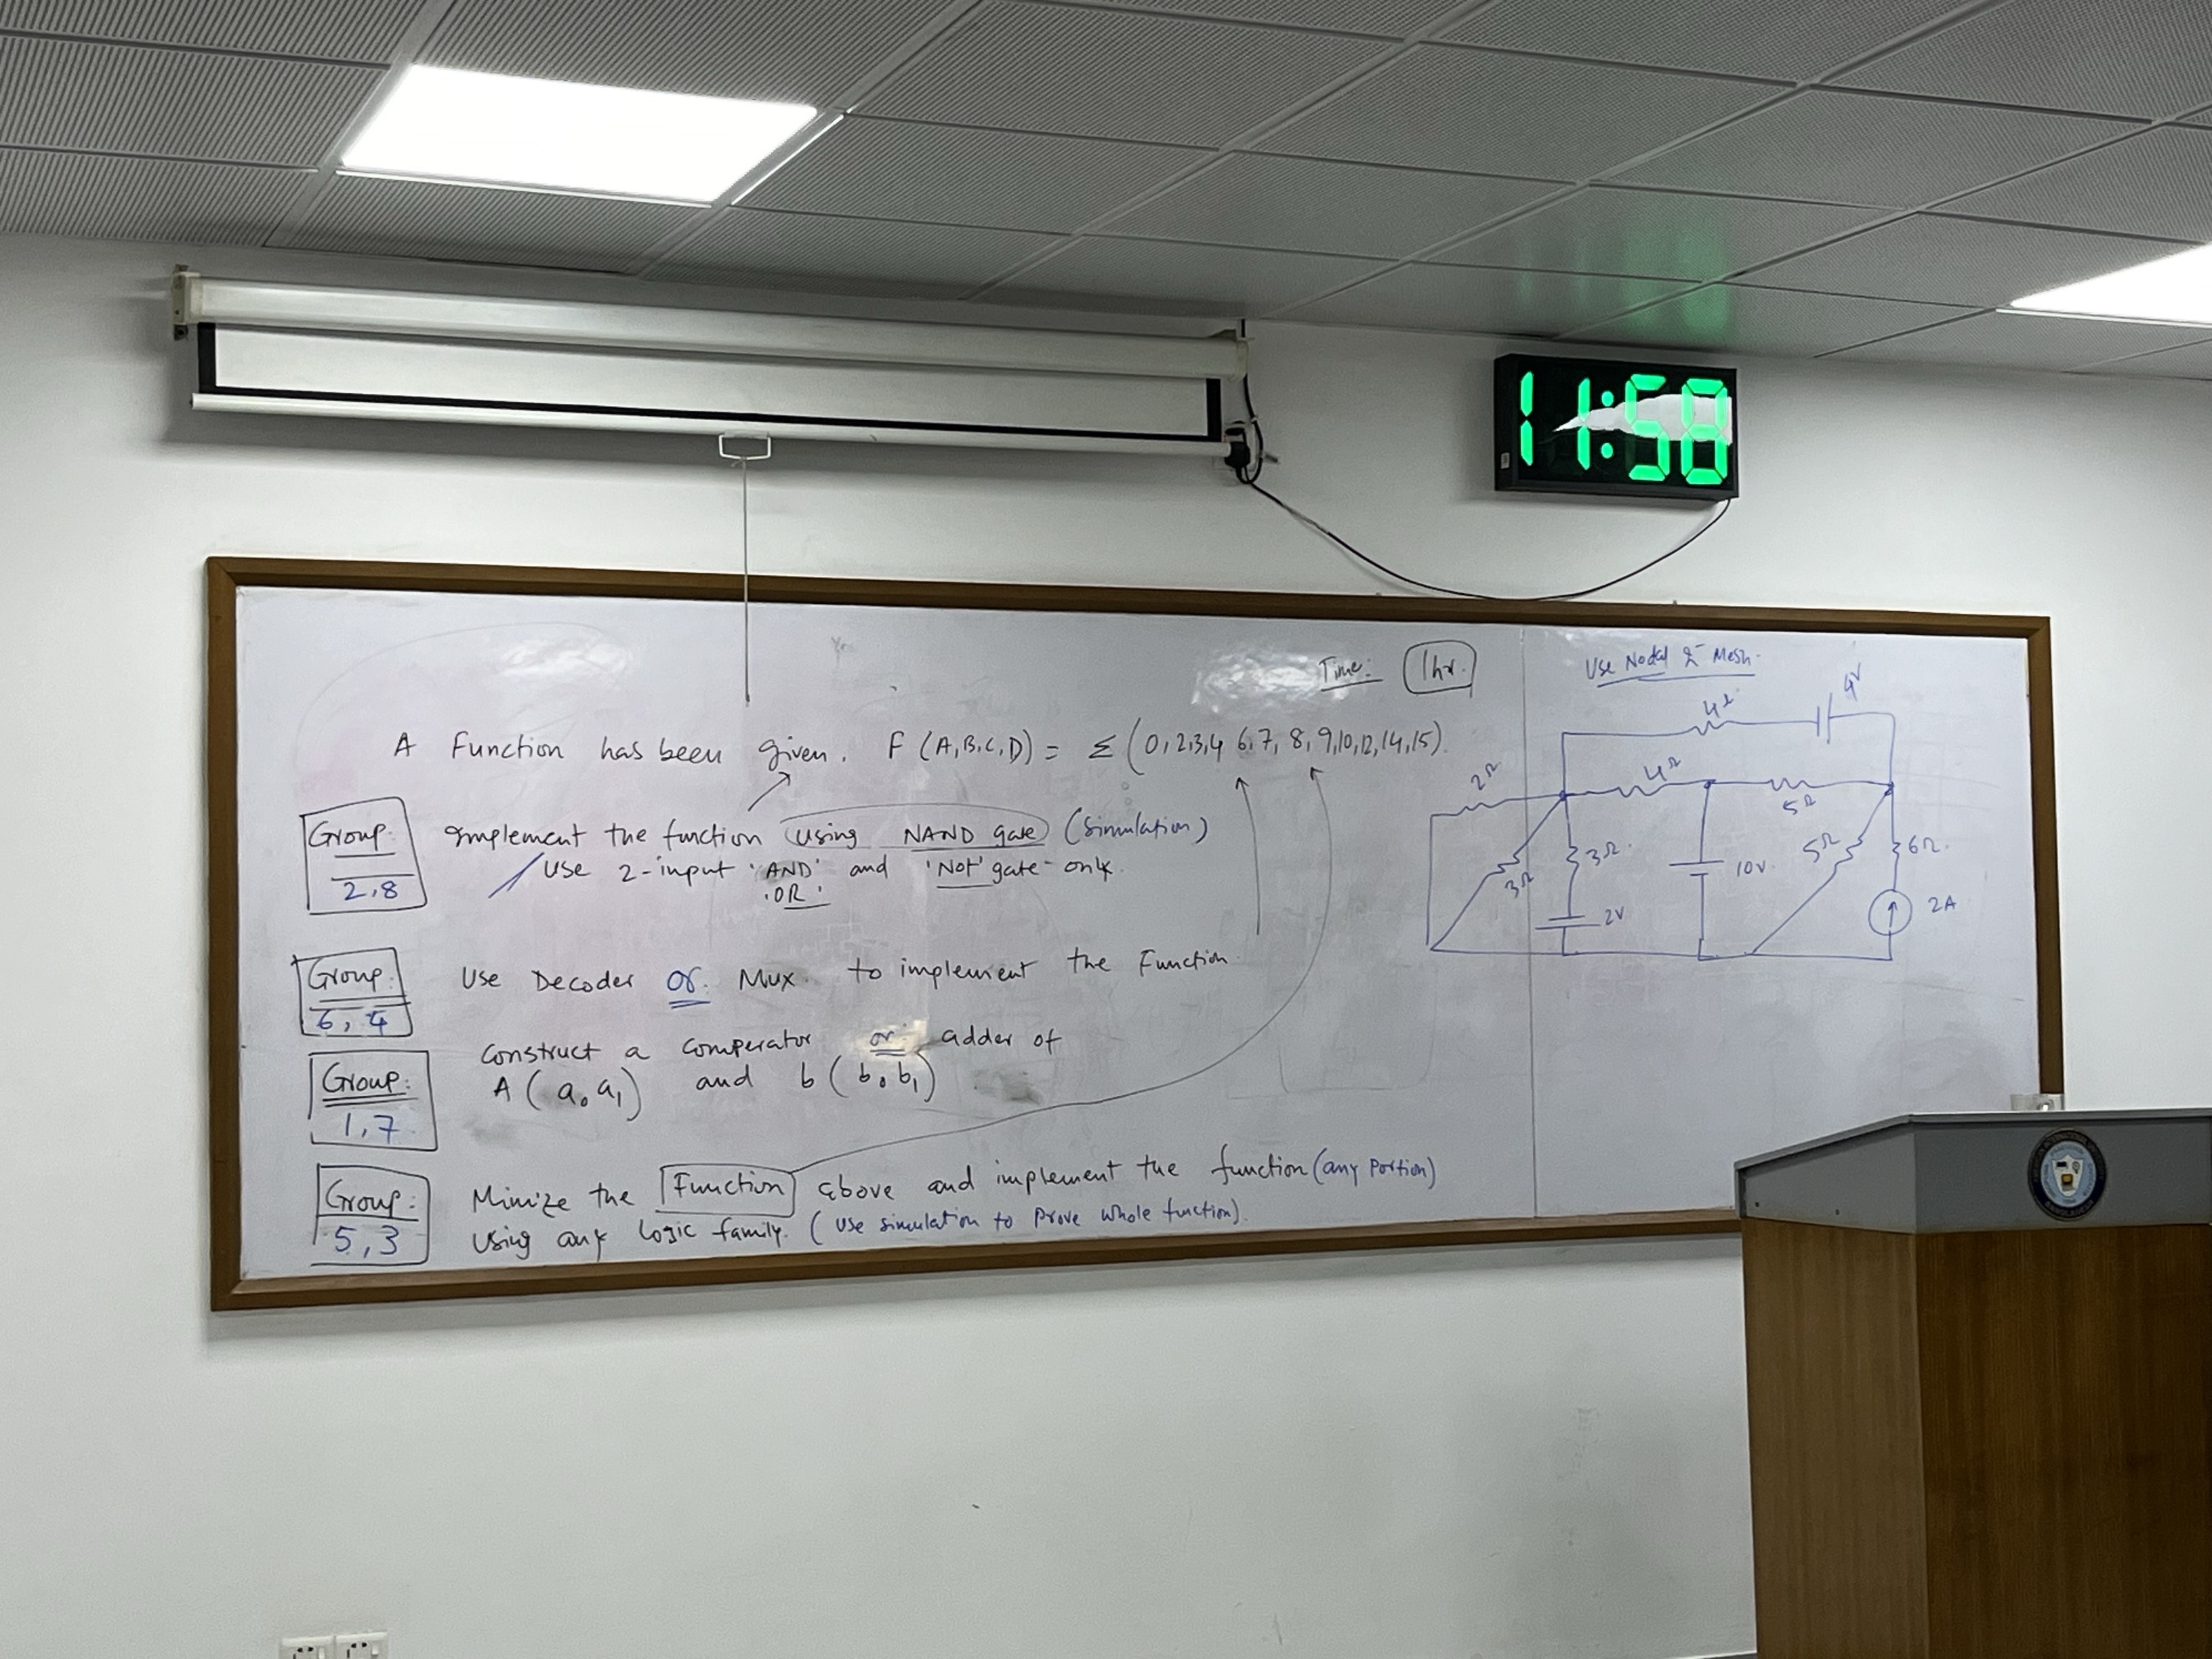 11:58
Time: 1hr.
A Function has been given. F (A,B,C,D) = Σ (0,2,3,4 6,7, 8,9,10,12,14,15).
Group: 2,8
Implement the function using NAND gate (Simulation)
Use 2-input 'AND' and 'Not' gate only.
'OR'
Group: 6, 4
Use Decoder or Mux. to implement the Function.
Group: 1,7
Construct a comperator or adder of
A (a₀ a₁) and b (b₀ b₁)
Group: 5,3
Minize the Function above and implement the function (any portion)
using any logic family. (Use simulation to prove whole function).
Use Nodal & Mesh.
4Ω 4V
2Ω 4Ω 5Ω
3Ω 3Ω. 10V. 5Ω 6Ω.
2V 2A